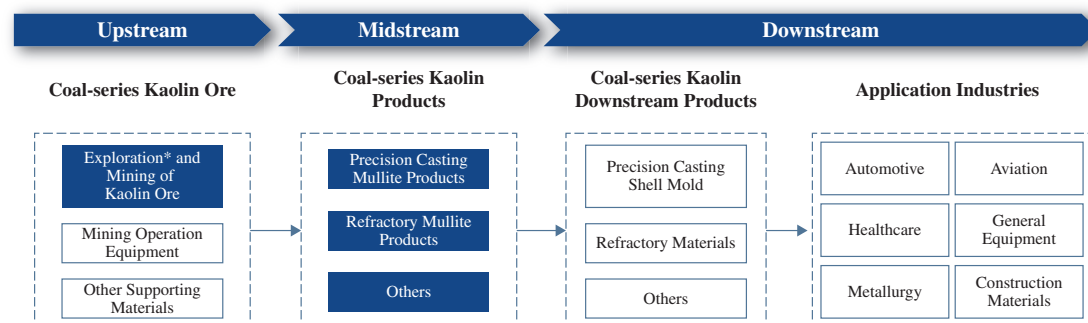 Upstream
Midstream
Downstream
Coal-series Kaolin Ore
Coal-series Kaolin
Products
Coal-series Kaolin
Downstream Products
Application Industries
Exploration* and
Mining of
Kaolin Ore
Mining Operation
Equipment
Other Supporting
Materials
Precision Casting
Mullite Products
Refractory Mullite
Products
Others
Precision Casting
Shell Mold
Refractory Materials
Others
Automotive
Aviation
Healthcare
General
Equipment
Metallurgy
Construction
Materials